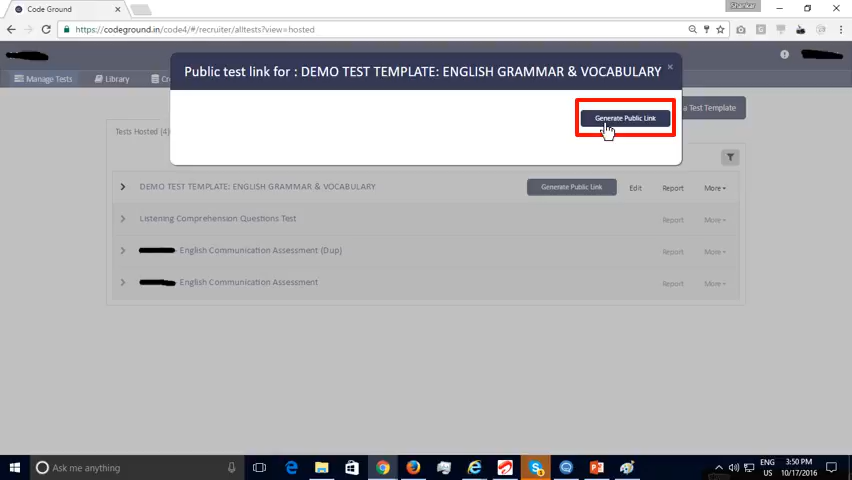 Shankar
Code Ground
https://codeground.in/code4/#/recruiter/alltests?view=hosted
Public test link for : DEMO TEST TEMPLATE: ENGLISH GRAMMAR & VOCABULARY
Manage Tests
Library
Generate Public Link
a Test Template
Tests Hosted (4)
DEMO TEST TEMPLATE: ENGLISH GRAMMAR & VOCABULARY Generate Public Link Edit Report More
Listening Comprehension Questions Test Report More
English Communication Assessment (Dup) Report More
English Communication Assessment Report More
Ask me anything
ENG 3:50 PM
US 10/17/2016